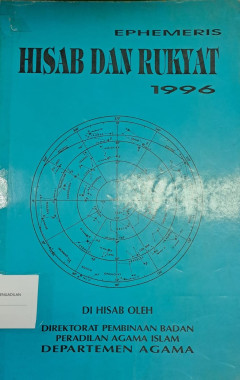 EPHEMERIS
HISAB DAN RUKYAT
1996
DI HISAB OLEH
DIREKTORAT PEMBINAAN BADAN
PERADILAN AGAMA ISLAM
DEPARTEMEN AGAMA